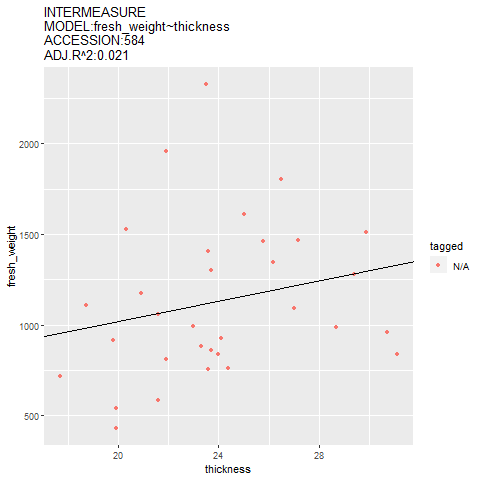 INTERMEASURE
MODEL:fresh_weight~thickness
ACCESSION:584
ADJ.R^2:0.021
2000
1500
1000
500
fresh_weight
20
24
28
thickness
tagged
N/A